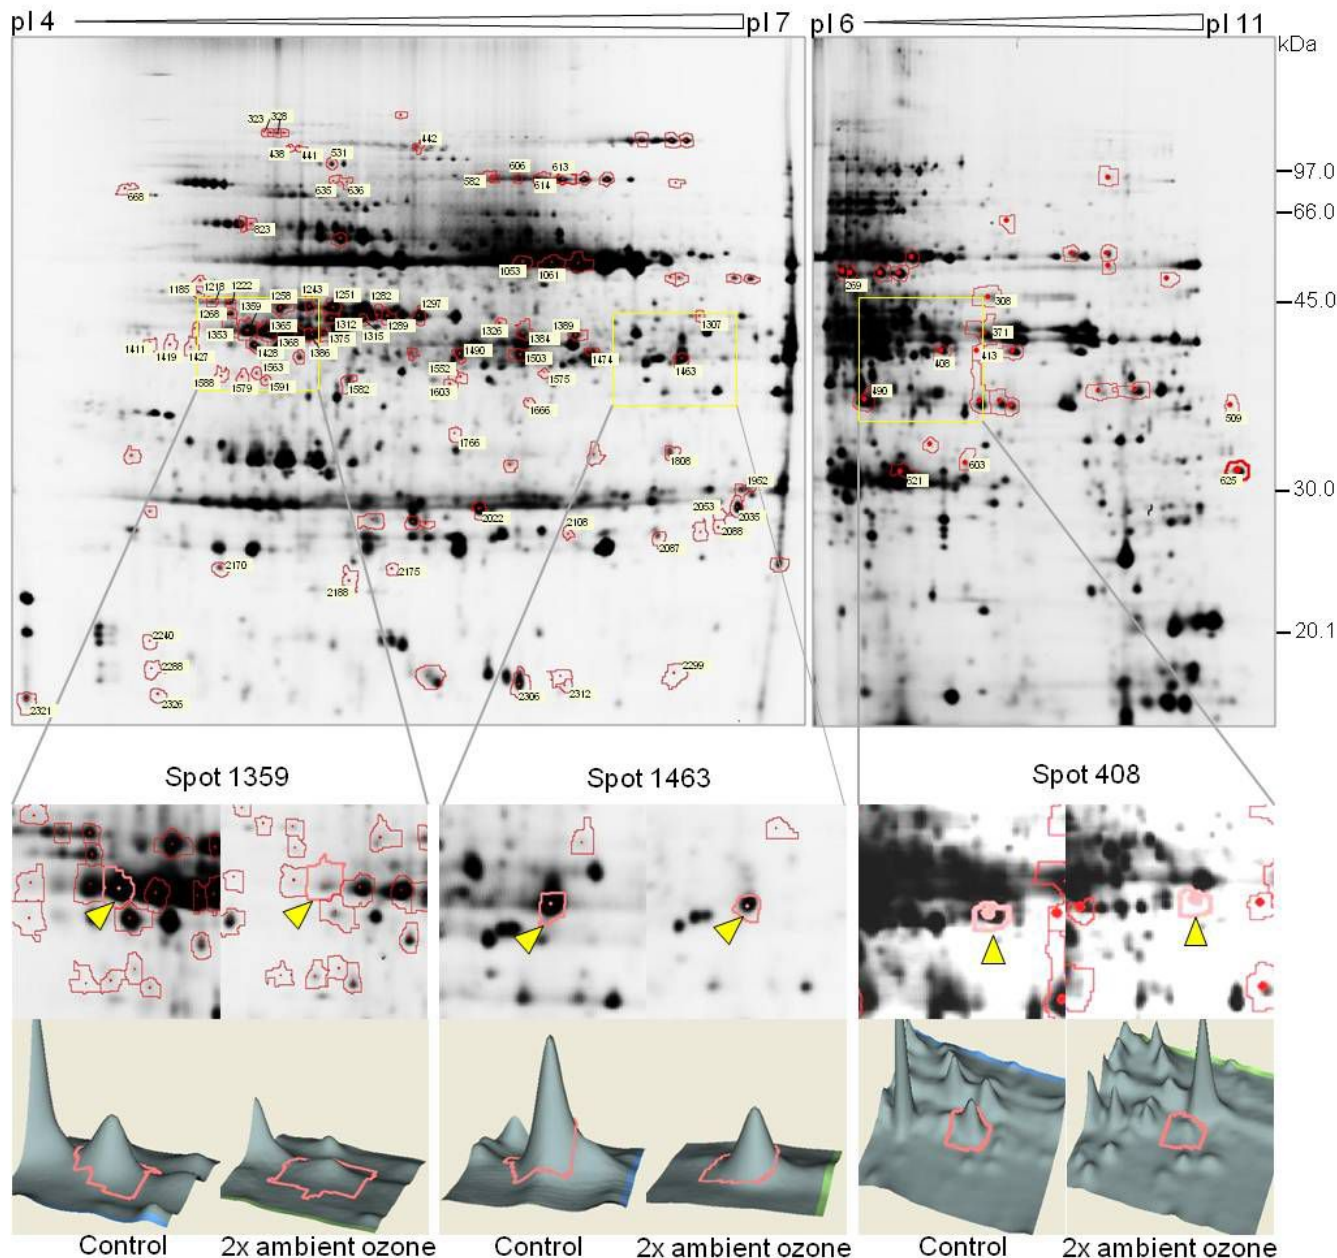 pI 4 pI 7 pI 6 pI 11
kDa
323 328
442
438 441 531
606 613
582 614
635 636
668
97.0
66.0
823
1053 1061
269
1185 1218 1222 1243
1258 1251 1282
1268 1359 1297
308
45.0
1353 1365 1312 1289 1326 1389 1307
1368 1375 1315 1384
371
1411 1419 1427 1428 1386 1490 1503 1474
408 413
1563 1552 1463
1588 1579 1591 1582 1603 1575
490
1666
509
1766
1808
603
621
625
1952
30.0
2022 2053 2035
2108 2088
2087
2170 2175
2188
20.1
2240
2288 2299
2321 2326 2306 2312
Spot 1359 Spot 1463 Spot 408
Control 2x ambient ozone Control 2x ambient ozone Control 2x ambient ozone